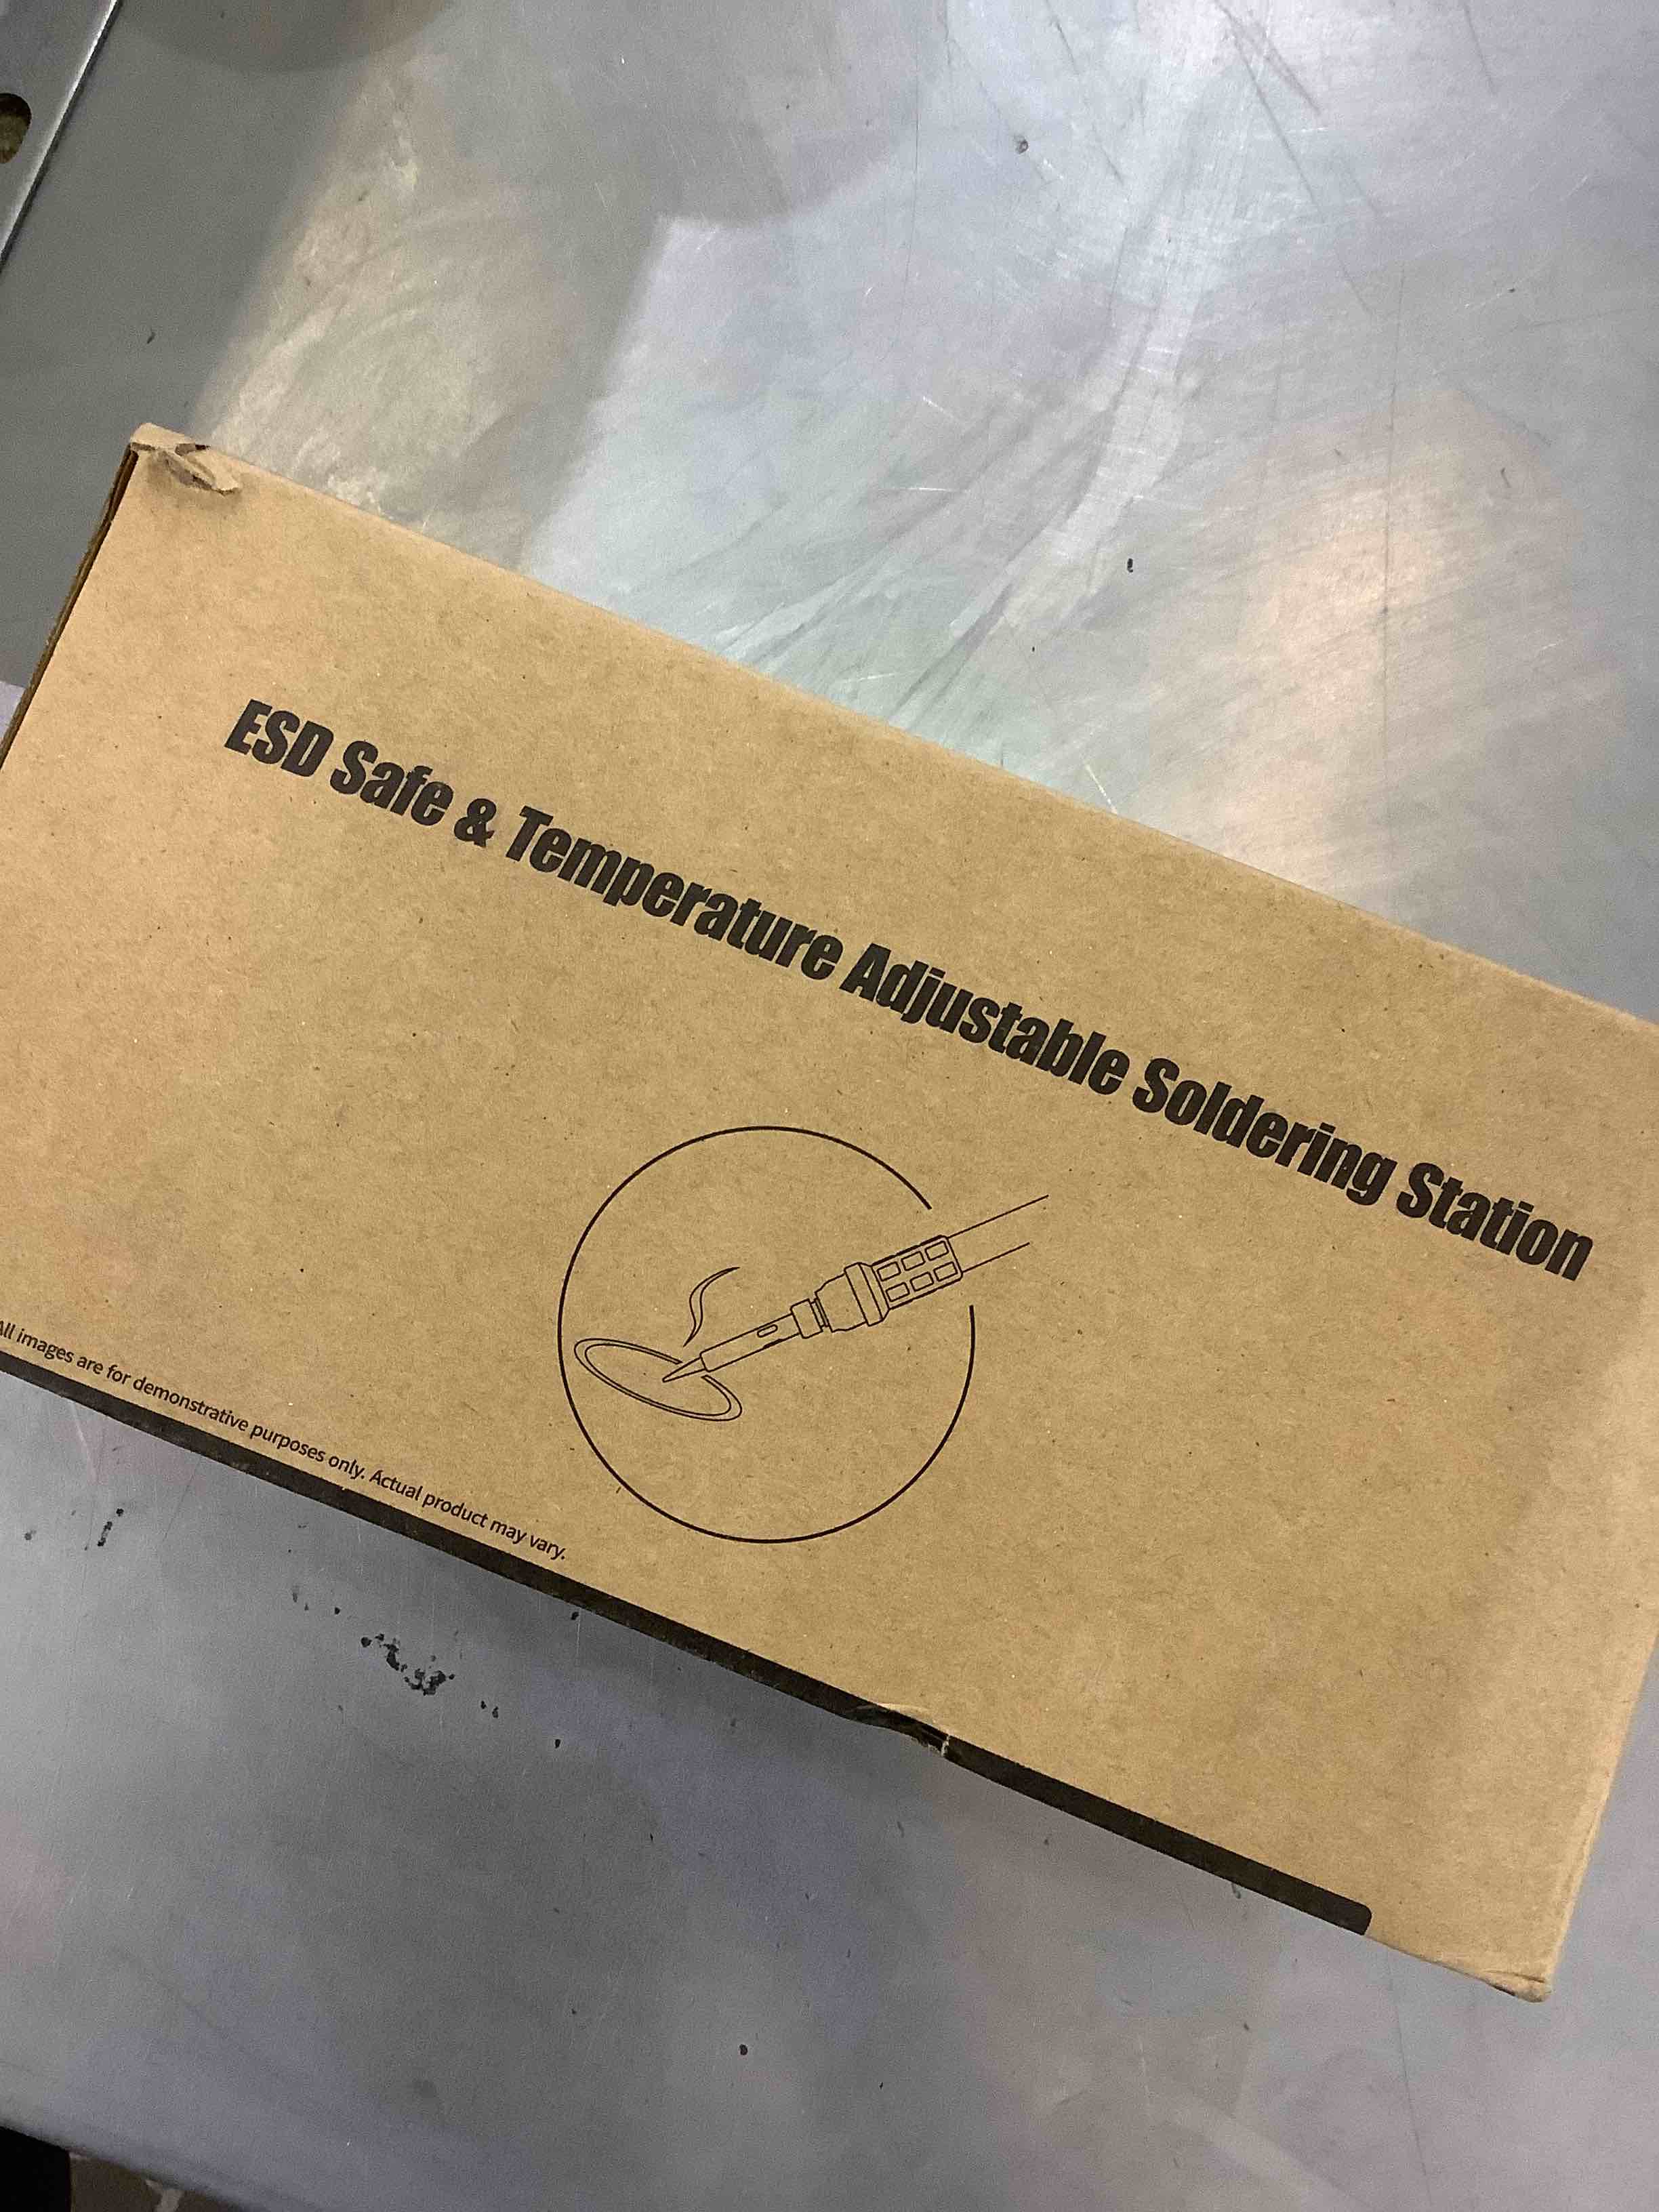 ESD Safe & Temperature Adjustable Soldering Station
All images are for demonstrative purposes only. Actual product may vary.